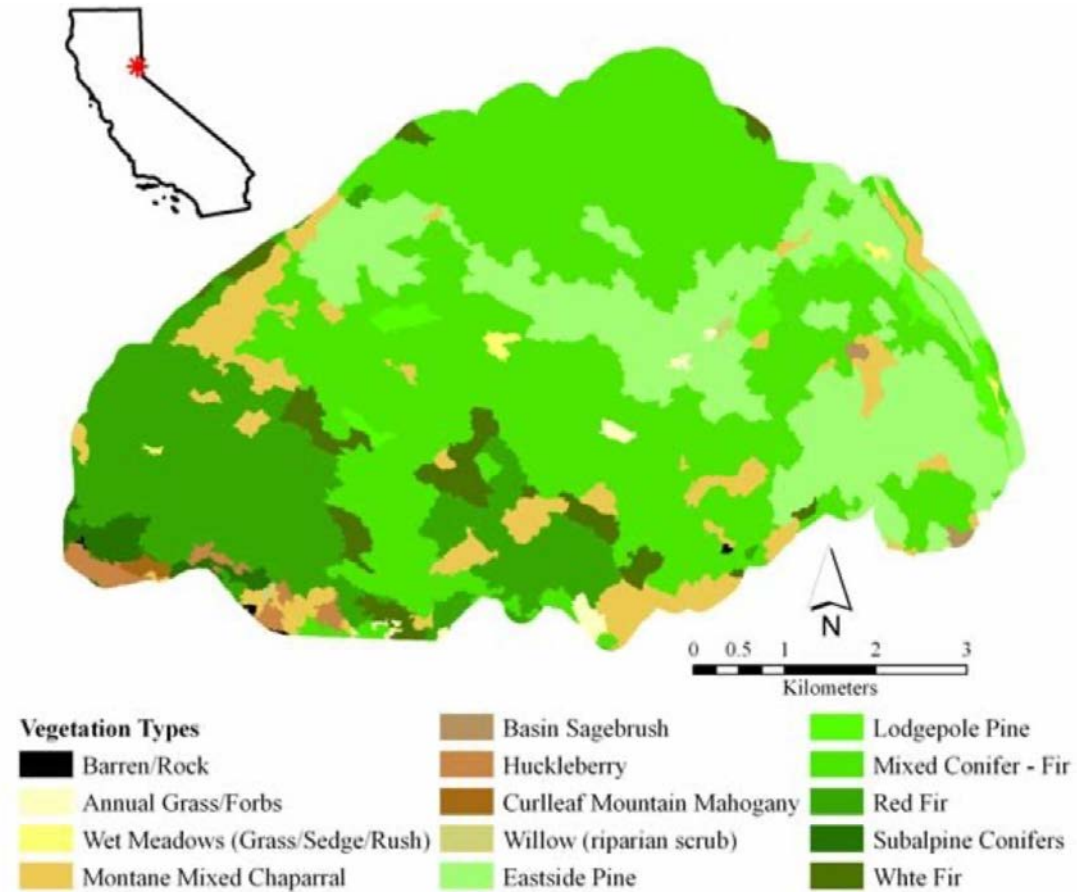 N
0 0.5 1 2 3
Kilometers
Vegetation Types
Barren/Rock
Annual Grass/Forbs
Wet Meadows (Grass/Sedge/Rush)
Montane Mixed Chaparral
Basin Sagebrush
Huckleberry
Curlleaf Mountain Mahogany
Willow (riparian scrub)
Eastside Pine
Lodgepole Pine
Mixed Conifer - Fir
Red Fir
Subalpine Conifers
Whte Fir